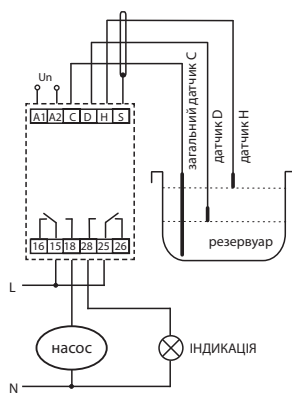 Un
A1 A2 C D H S
загальний датчик С
датчик D
датчик Н
резервуар
16 15 18 28 25 26
L
насос
ІНДИКАЦІЯ
N